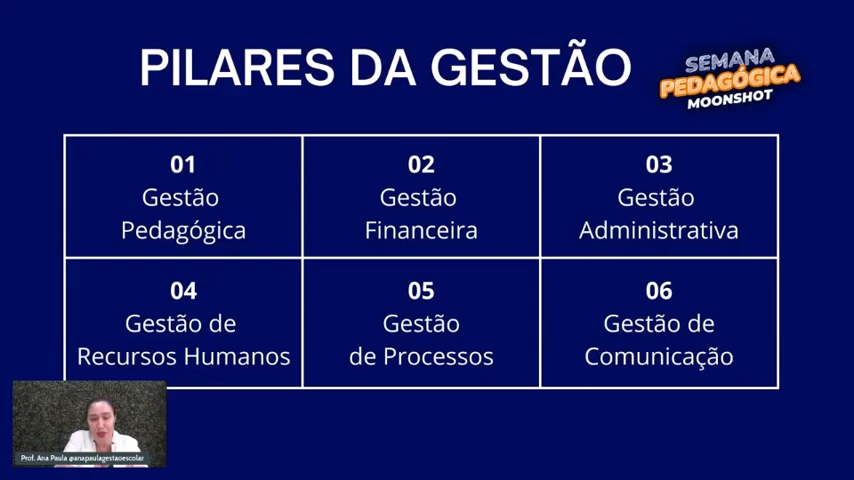 PILARES DA GESTÃO
SEMANA
PEDAGÓGICA
MOONSHOT
01
Gestão
Pedagógica
02
Gestão
Financeira
03
Gestão
Administrativa
04
Gestão de
Recursos Humanos
05
Gestão
de Processos
06
Gestão de
Comunicação
Prof. Ana Paula @anapaulagestaoescolar